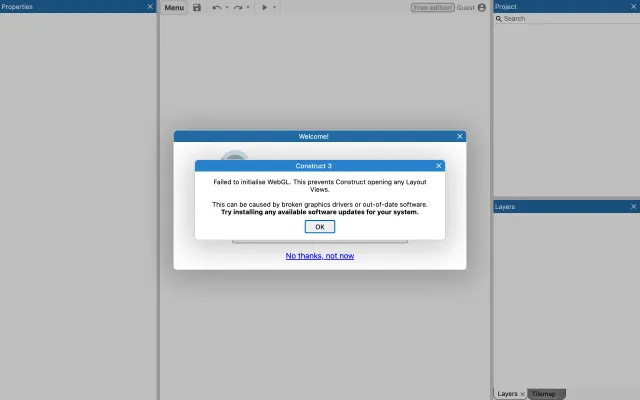 Properties
Menu
Free edition
Guest
Project
Search
Welcome!
Construct 3
Failed to initialise WebGL. This prevents Construct opening any Layout
Views.
This can be caused by broken graphics drivers or out-of-date software.
Try installing any available software updates for your system.
OK
No thanks, not now
Layers
Layers
Tilemap